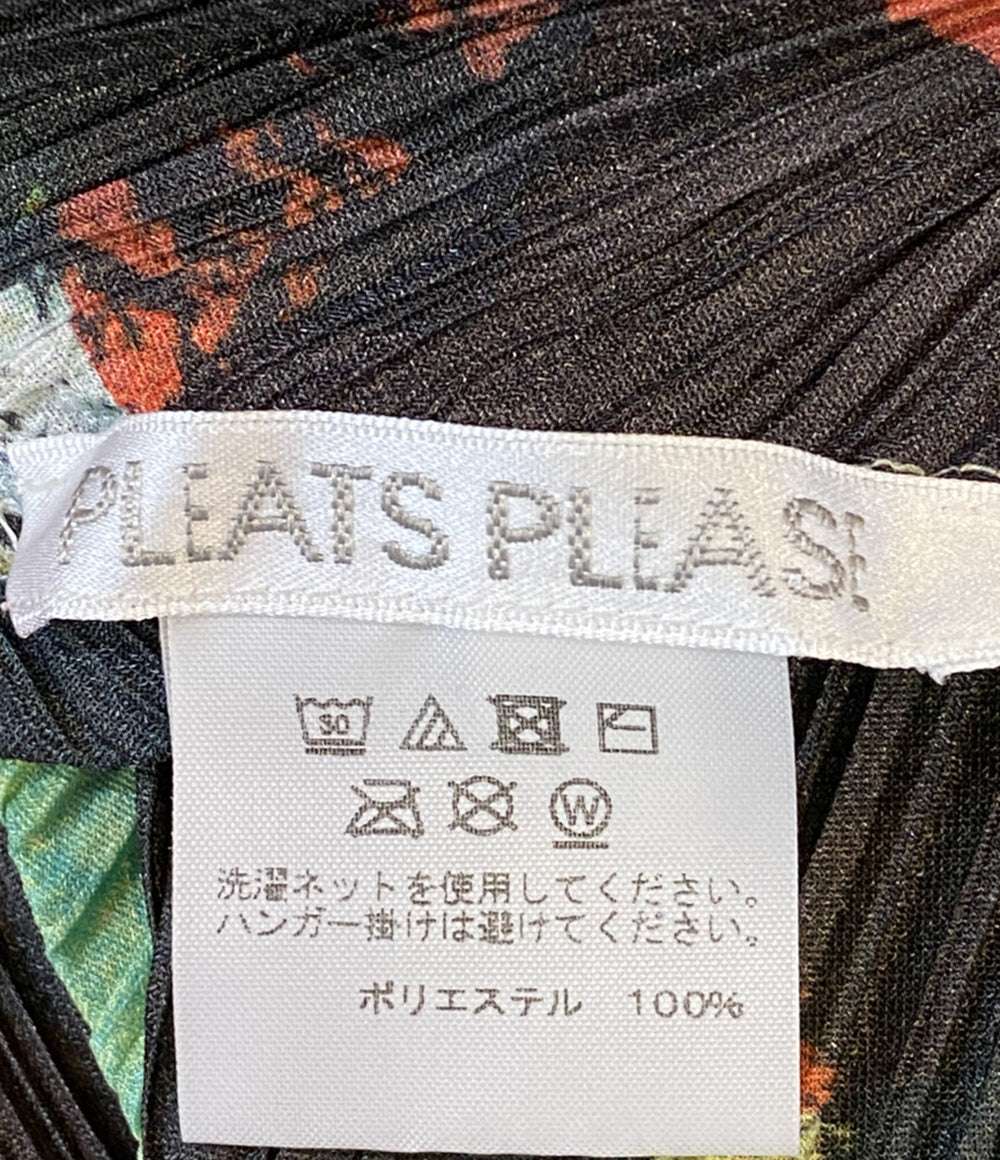 PLEATS PLEASE
30
W
洗濯ネットを使用してください。
ハンガー掛けは避けてください。
ポリエステル 100%